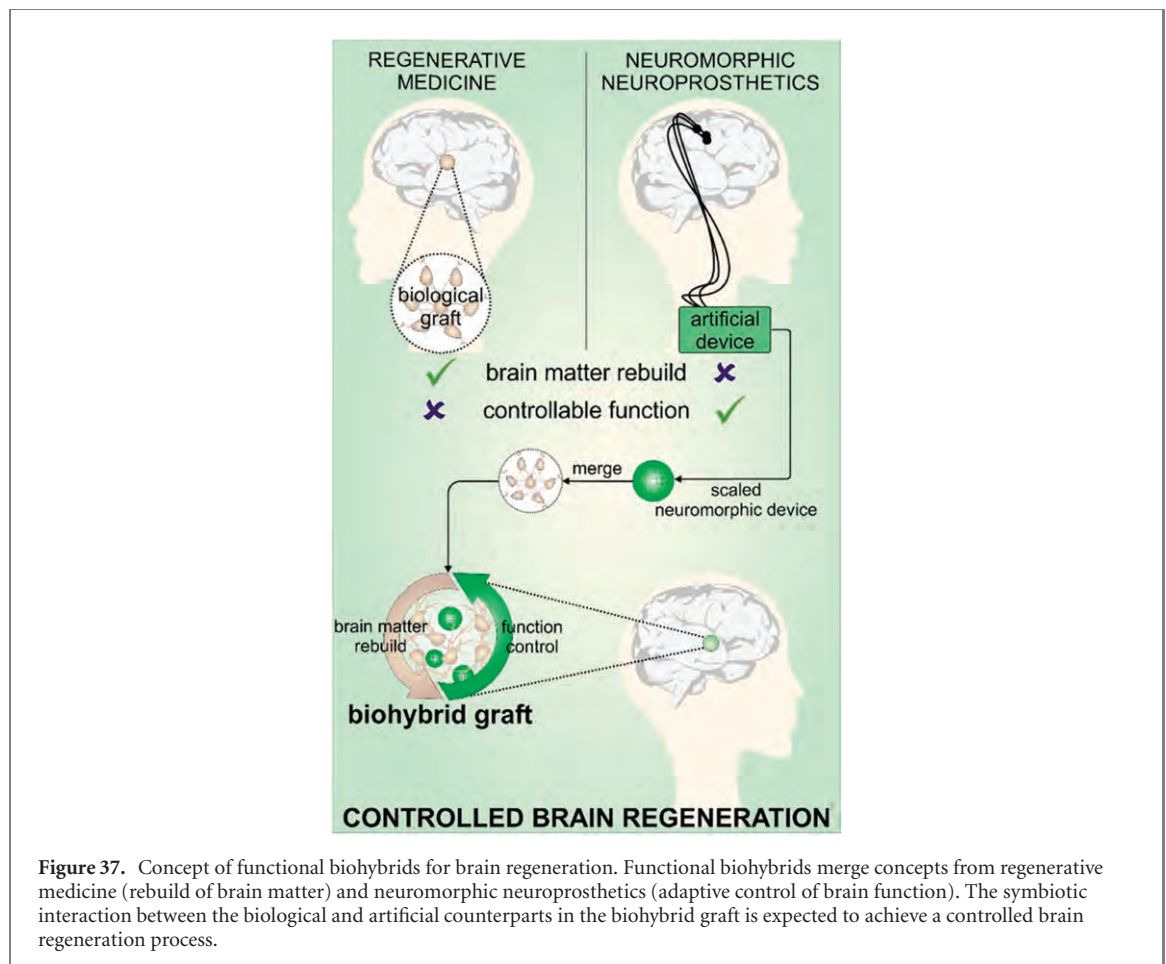 REGENERATIVE
MEDICINE
NEUROMORPHIC
NEUROPROSTHETICS
biological
graft
artificial
device
brain matter rebuild
controllable function
merge
scaled
neuromorphic device
brain matter
rebuild
function
control
biohybrid graft
CONTROLLED BRAIN REGENERATION
Figure 37. Concept of functional biohybrids for brain regeneration. Functional biohybrids merge concepts from regenerative
medicine (rebuild of brain matter) and neuromorphic neuroprosthetics (adaptive control of brain function). The symbiotic
interaction between the biological and artificial counterparts in the biohybrid graft is expected to achieve a controlled brain
regeneration process.